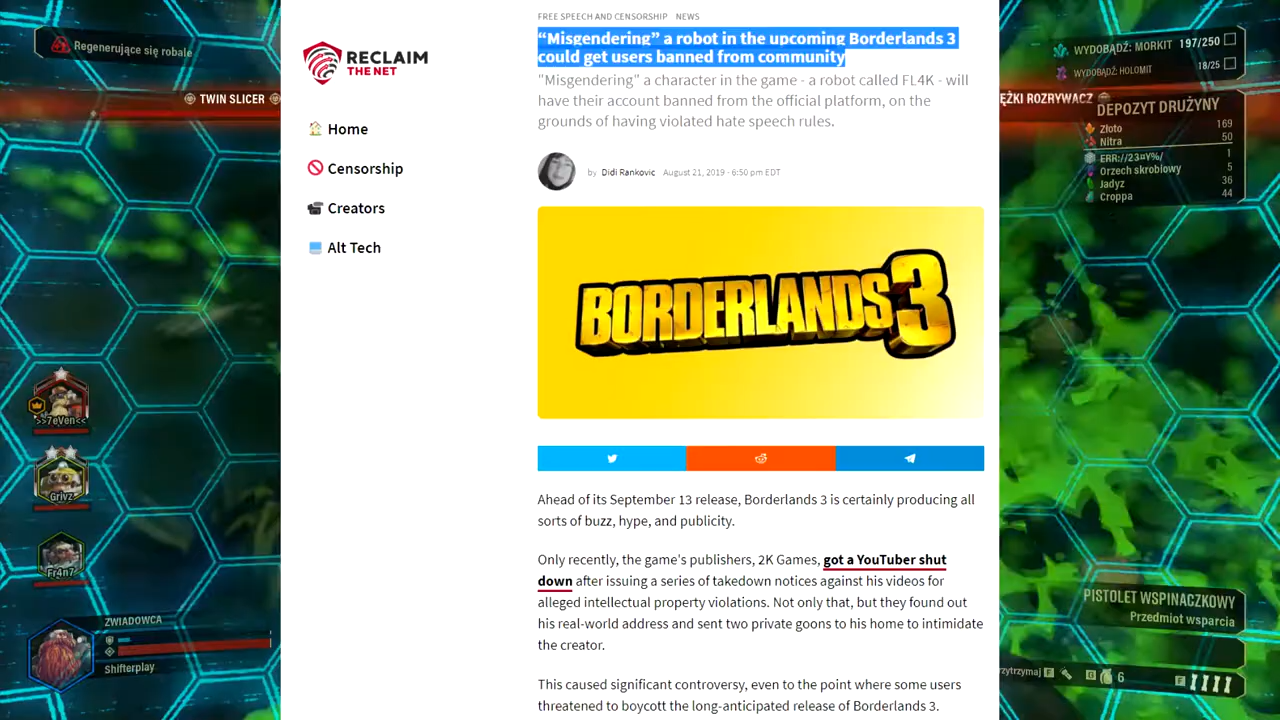 Regenerujące się robale
TWIN SLICER
>>7eVen<<
Grivz
Fr4n7
ZWIADOWCA
Shifterplay
RECLAIM
THE NET
Home
Censorship
Creators
Alt Tech
FREE SPEECH AND CENSORSHIP NEWS
“Misgendering” a robot in the upcoming Borderlands 3
could get users banned from community
"Misgendering" a character in the game - a robot called FL4K - will
have their account banned from the official platform, on the
grounds of having violated hate speech rules.
by Didi Rankovic August 21, 2019 - 6:50 pm EDT
BORDERLANDS 3
Ahead of its September 13 release, Borderlands 3 is certainly producing all
sorts of buzz, hype, and publicity.
Only recently, the game's publishers, 2K Games, got a YouTuber shut
down after issuing a series of takedown notices against his videos for
alleged intellectual property violations. Not only that, but they found out
his real-world address and sent two private goons to his home to intimidate
the creator.
This caused significant controversy, even to the point where some users
threatened to boycott the long-anticipated release of Borderlands 3.
WYDOBĄDŹ: MORKIT 197/250
WYDOBĄDŹ: HOLOMIT 18/25
ĘŻKI ROZRYWACZ
DEPOZYT DRUŻYNY
Złoto 169
Nitra 50
ERR://23¤Y%/ 1
Orzech skrobiowy 5
Jadyz 36
Croppa 44
PISTOLET WSPINACZKOWY
Przedmiot wsparcia
rzytrzymaj F G 6 F